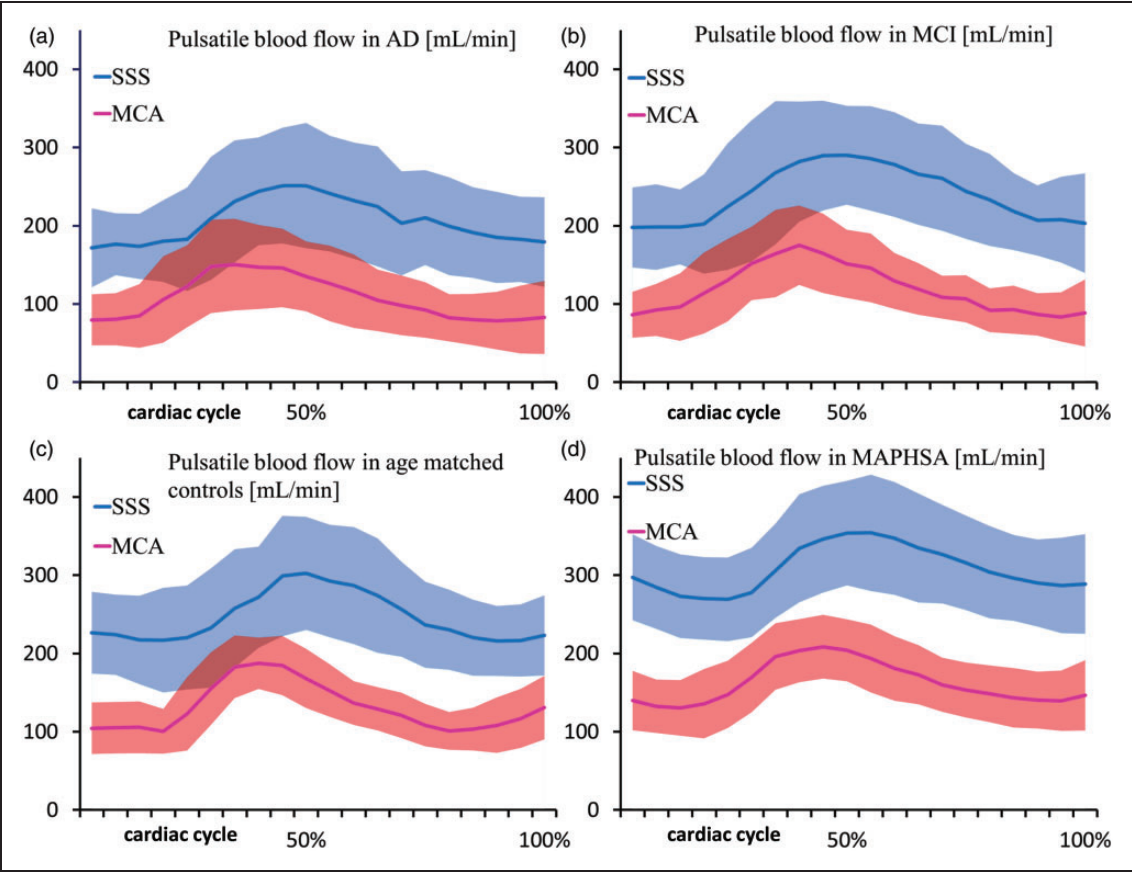 (a)
Pulsatile blood flow in AD [mL/min]
400
SSS
MCA
300
200
100
0
cardiac cycle
50%
100%
(b)
Pulsatile blood flow in MCI [mL/min]
400
SSS
MCA
300
200
100
0
cardiac cycle
50%
100%
(c)
Pulsatile blood flow in age matched
controls [mL/min]
400
SSS
MCA
300
200
100
0
cardiac cycle
50%
100%
(d)
Pulsatile blood flow in MAPHSA [mL/min]
400
SSS
MCA
300
200
100
0
cardiac cycle
50%
100%